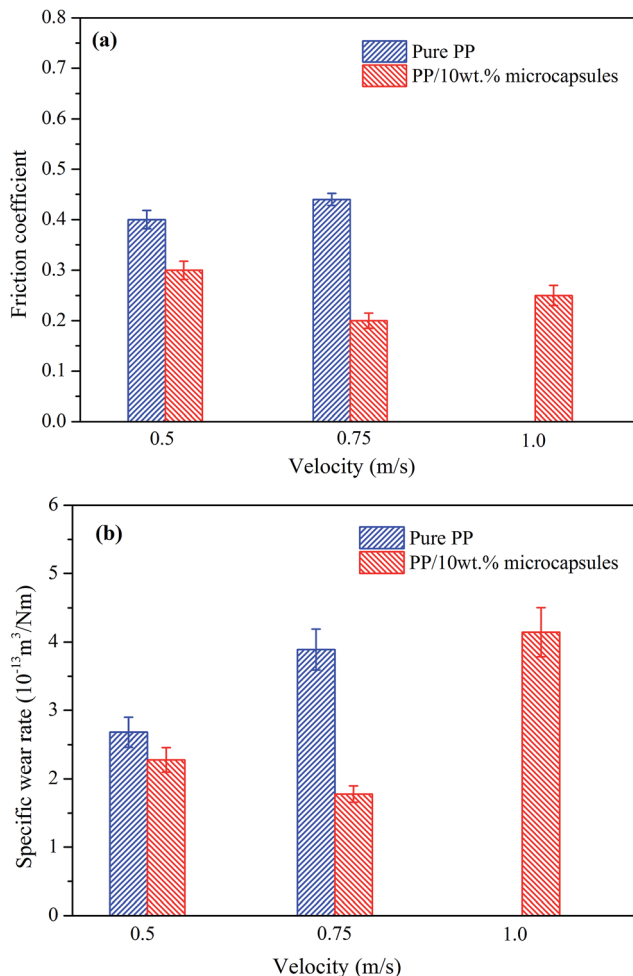 (a)
Pure PP
PP/10wt.% microcapsules
0.8
0.7
0.6
0.5
0.4
0.3
0.2
0.1
0.0
Friction coefficient
0.5 0.75 1.0
Velocity (m/s)
(b)
Pure PP
PP/10wt.% microcapsules
6
5
4
3
2
1
0
Specific wear rate (10⁻¹³m³/Nm)
0.5 0.75 1.0
Velocity (m/s)